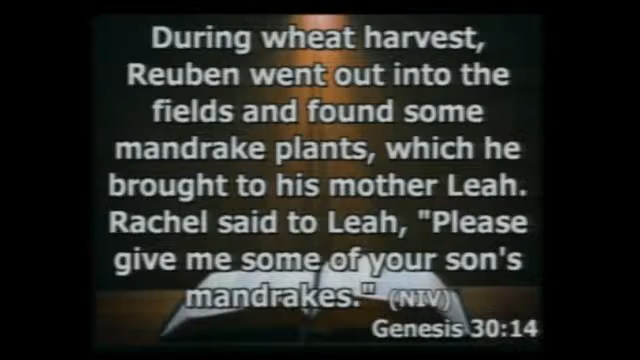 During wheat harvest,
Reuben went out into the
fields and found some
mandrake plants, which he
brought to his mother Leah.
Rachel said to Leah, "Please
give me some of your son's
mandrakes." (NIV)
Genesis 30:14